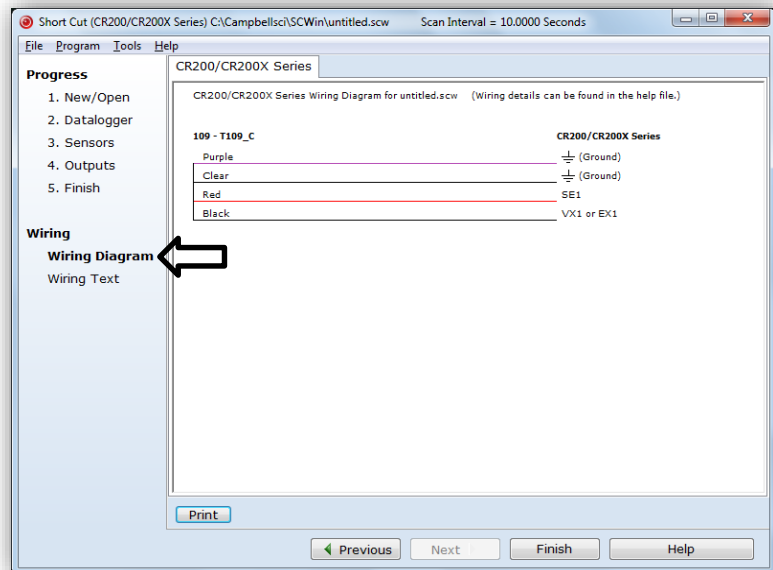 Short Cut (CR200/CR200X Series) C:\Campbellsci\SCWin\untitled.scw Scan Interval = 10.0000 Seconds
File Program Tools Help
Progress
1. New/Open
2. Datalogger
3. Sensors
4. Outputs
5. Finish
Wiring
Wiring Diagram
Wiring Text
CR200/CR200X Series
CR200/CR200X Series Wiring Diagram for untitled.scw (Wiring details can be found in the help file.)
109 - T109_C CR200/CR200X Series
Purple (Ground)
Clear (Ground)
Red SE1
Black VX1 or EX1
Print
Previous Next Finish Help